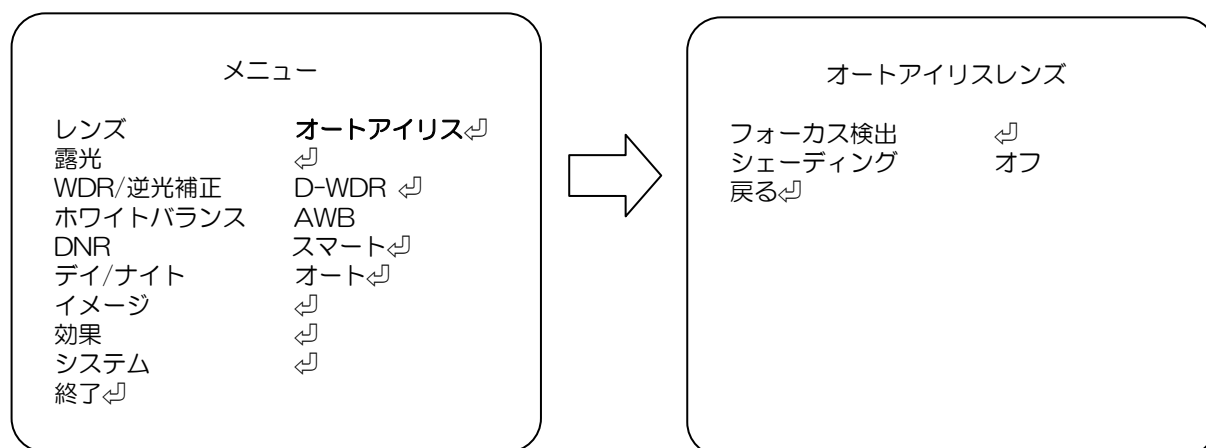 メニュー
レンズ オートアイリス⏎
露光 ⏎
WDR/逆光補正 D-WDR ⏎
ホワイトバランス AWB
DNR スマート⏎
デイ/ナイト オート⏎
イメージ ⏎
効果 ⏎
システム ⏎
終了⏎
オートアイリスレンズ
フォーカス検出 ⏎
シェーディング オフ
戻る⏎